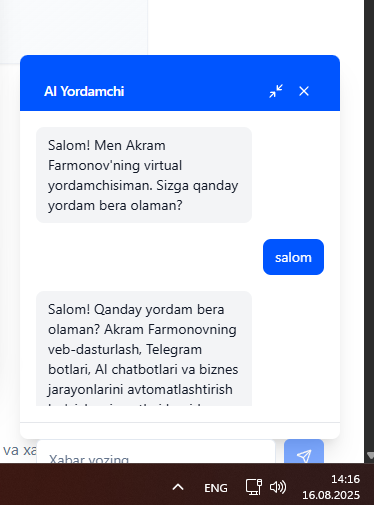 AI Yordamchi
Salom! Men Akram
Farmonov'ning virtual
yordamchisiman. Sizga qanday
yordam bera olaman?
salom
Salom! Qanday yordam bera
olaman? Akram Farmonovning
veb-dasturlash, Telegram
botlari, AI chatbotlari va biznes
jarayonlarini avtomatlashtirish
va xa
Xabar yozing
ENG
14:16
16.08.2025